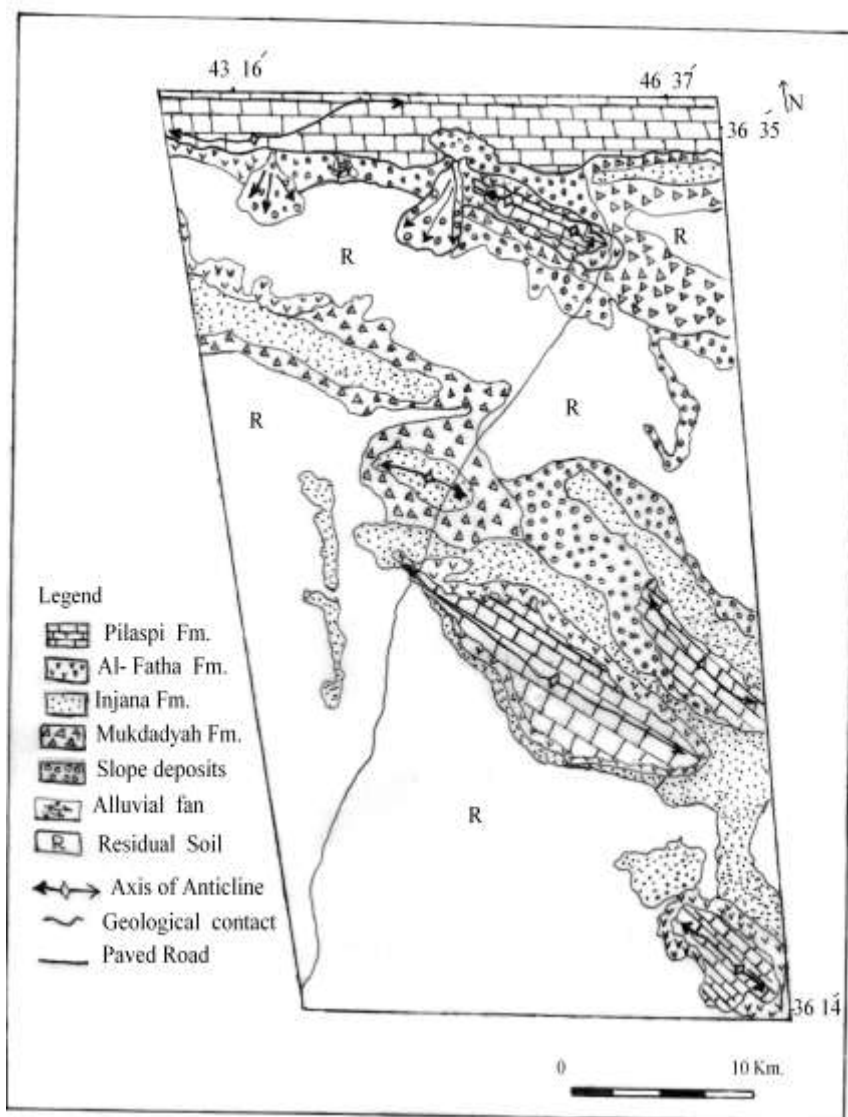 43 16′ 46 37′
N
36 35′
R
R
R
R
R
Legend
Pilaspi Fm.
Al- Fatha Fm.
Injana Fm.
Mukdadyah Fm.
Slope deposits
Alluvial fan
R Residual Soil
Axis of Anticline
Geological contact
Paved Road
36 14′
0 10 Km.